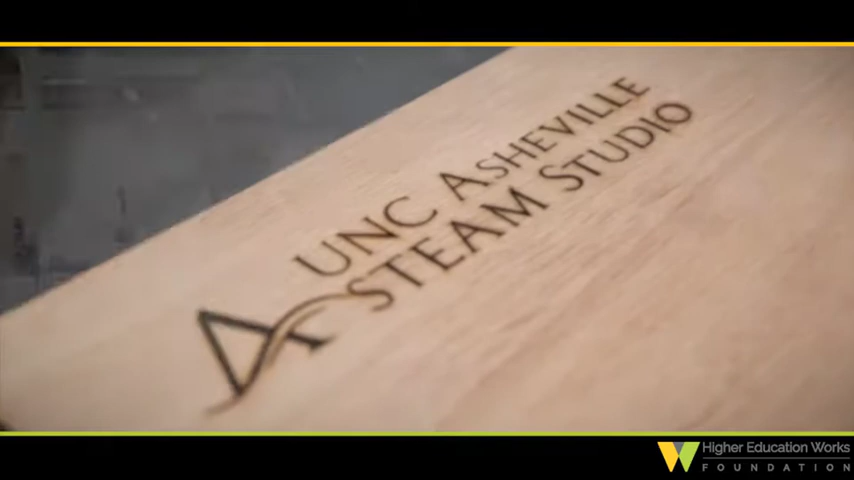 UNC ASHEVILLE
STEAM STUDIO
Higher Education Works
FOUNDATION